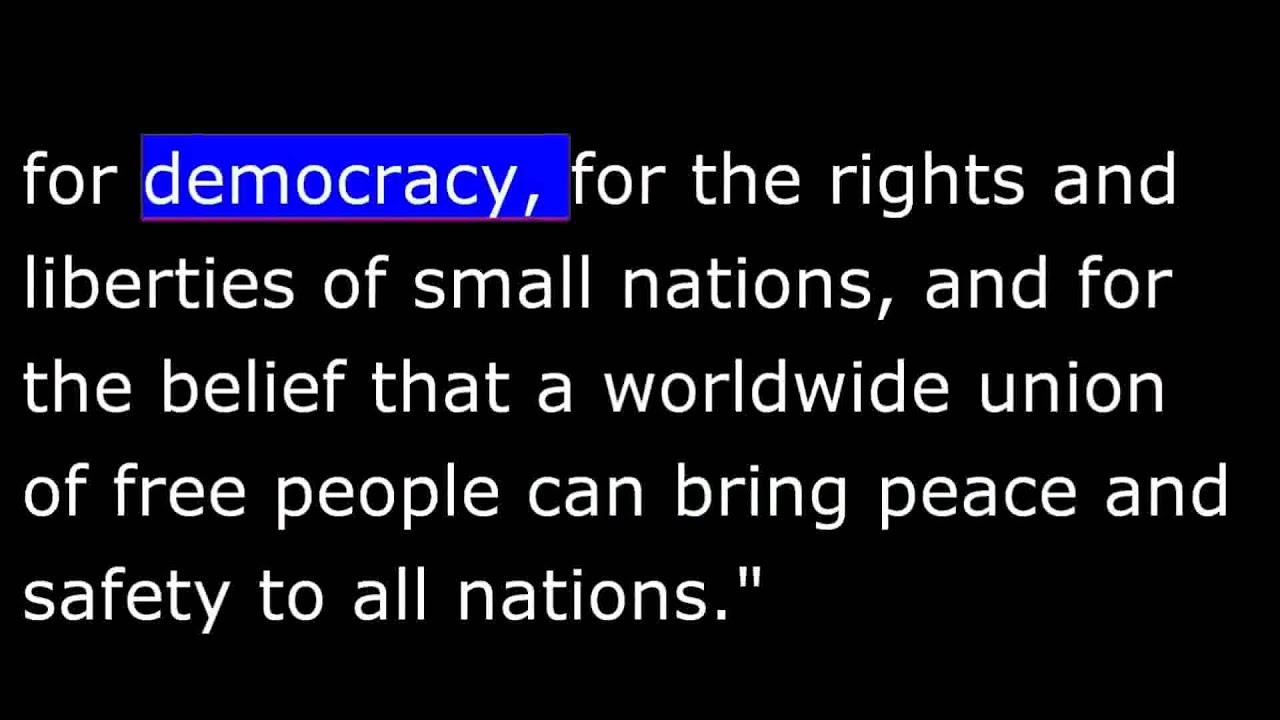 for democracy, for the rights and
liberties of small nations, and for
the belief that a worldwide union
of free people can bring peace and
safety to all nations."